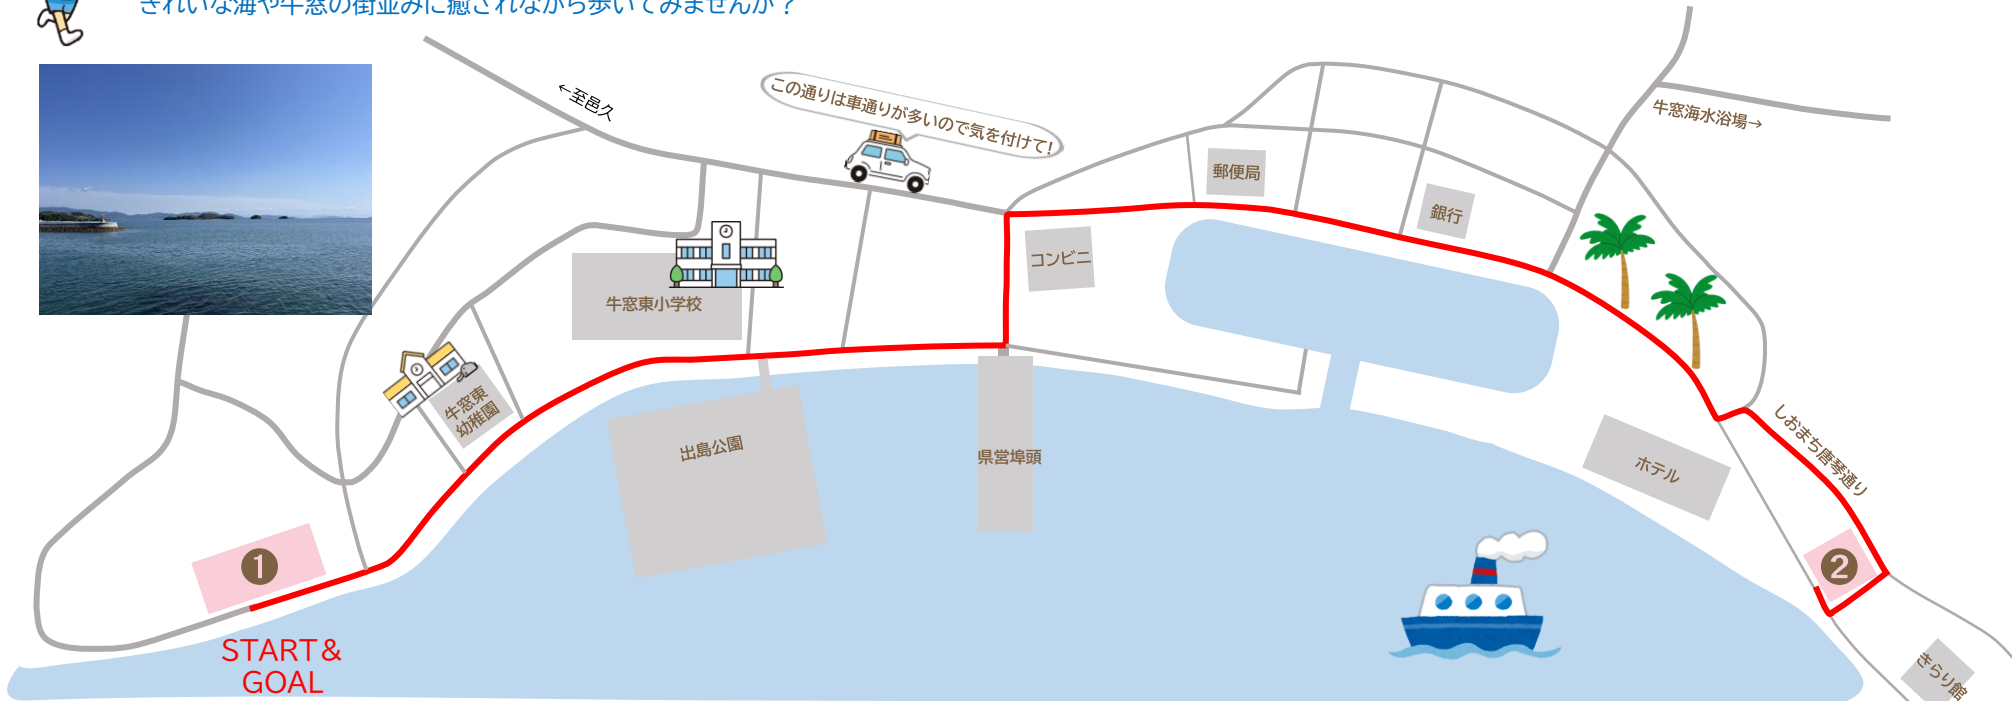 きれいな海や牛窓の街並みに癒されながら歩いてみませんか？
←至邑久
この通りは車通りが多いので気を付けて!
牛窓海水浴場→
郵便局
銀行
コンビニ
牛窓東小学校
牛窓東
幼稚園
出島公園
県営埠頭
ホテル
しおまち唐琴通り
❶
❷
START＆
GOAL
きらり館